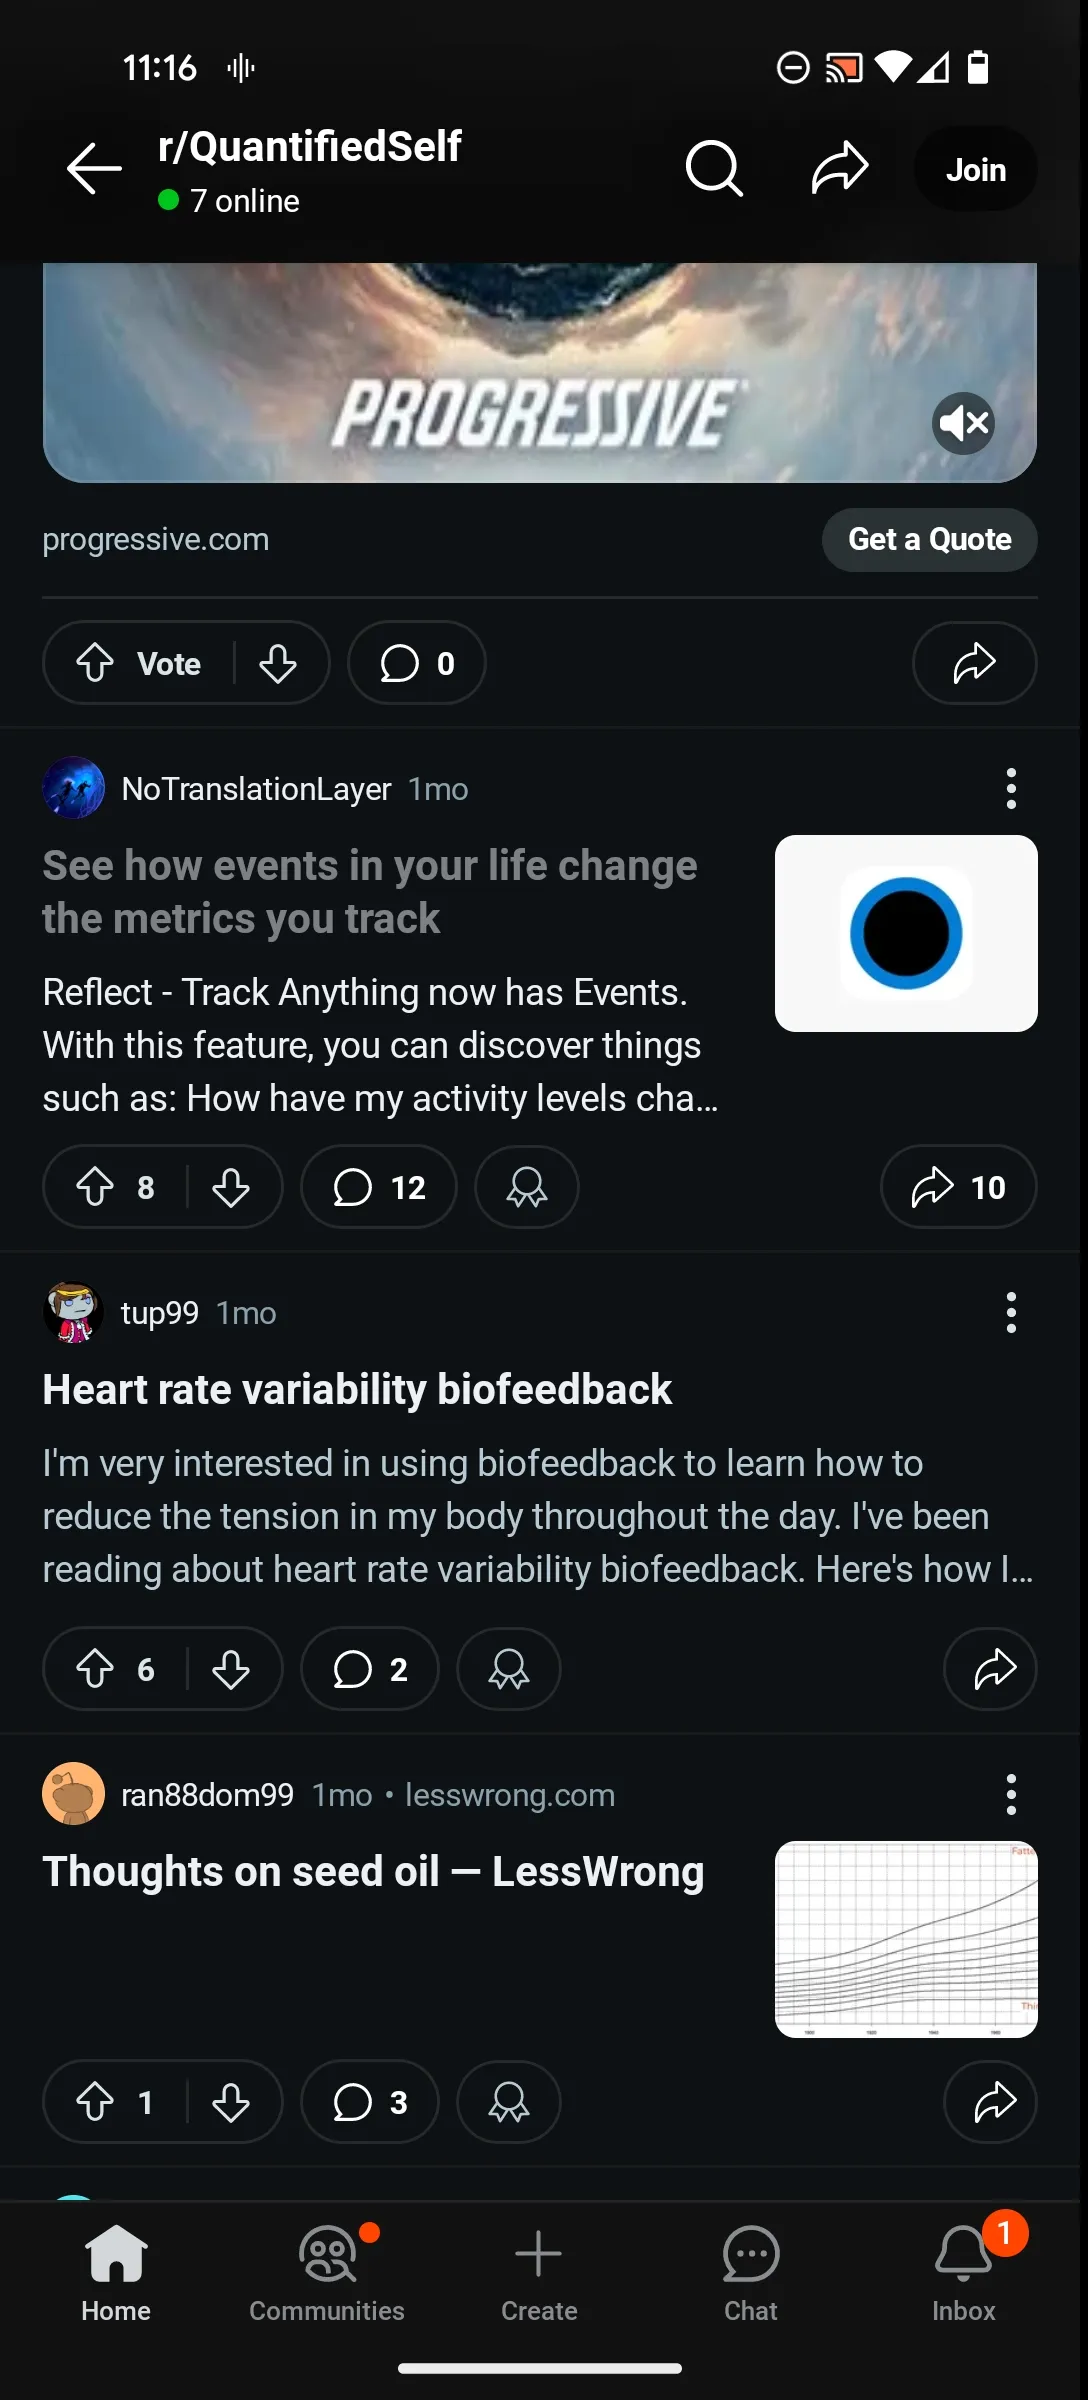 11:16
r/QuantifiedSelf
7 online
Join
PROGRESSIVE
progressive.com
Get a Quote
Vote
0
NoTranslationLayer 1mo
See how events in your life change
the metrics you track
Reflect - Track Anything now has Events.
With this feature, you can discover things
such as: How have my activity levels cha...
8
12
10
tup99 1mo
Heart rate variability biofeedback
I'm very interested in using biofeedback to learn how to
reduce the tension in my body throughout the day. I've been
reading about heart rate variability biofeedback. Here's how I...
6
2
ran88dom99 1mo • lesswrong.com
Thoughts on seed oil — LessWrong
1
3
Home
Communities
Create
Chat
1
Inbox